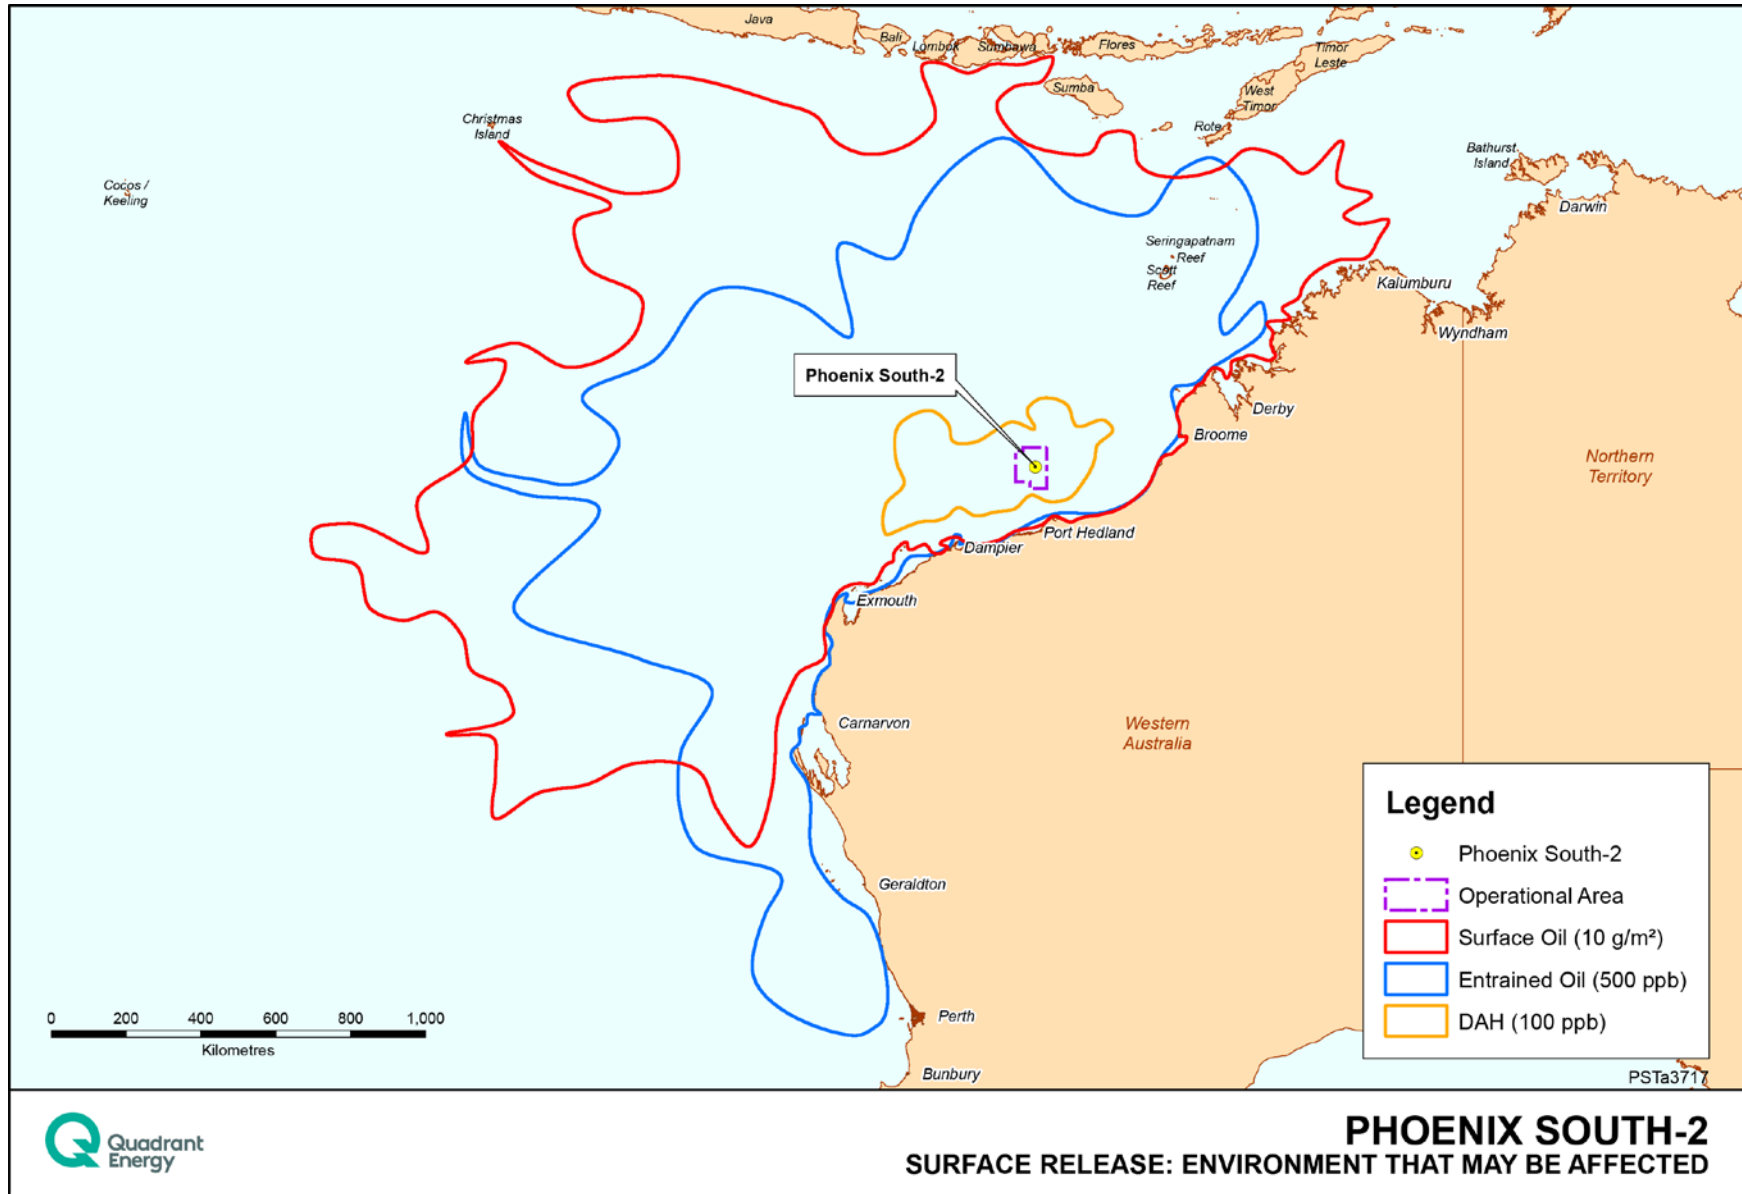 Java
Bali
Lombok
Sumbawa
Flores
Timor
Leste
Sumba
West
Timor
Rote
Christmas
Island
Bathurst
Island
Cocos /
Keeling
Darwin
Seringapatnam
Reef
Scott
Reef
Kalumburu
Wyndham
Phoenix South-2
Derby
Broome
Northern
Territory
Port Hedland
Dampier
Exmouth
Carnarvon
Western
Australia
Geraldton
Perth
Bunbury
0 200 400 600 800 1,000
Kilometres
Legend
Phoenix South-2
Operational Area
Surface Oil (10 g/m²)
Entrained Oil (500 ppb)
DAH (100 ppb)
PSTa3717
Quadrant
Energy
PHOENIX SOUTH-2
SURFACE RELEASE: ENVIRONMENT THAT MAY BE AFFECTED